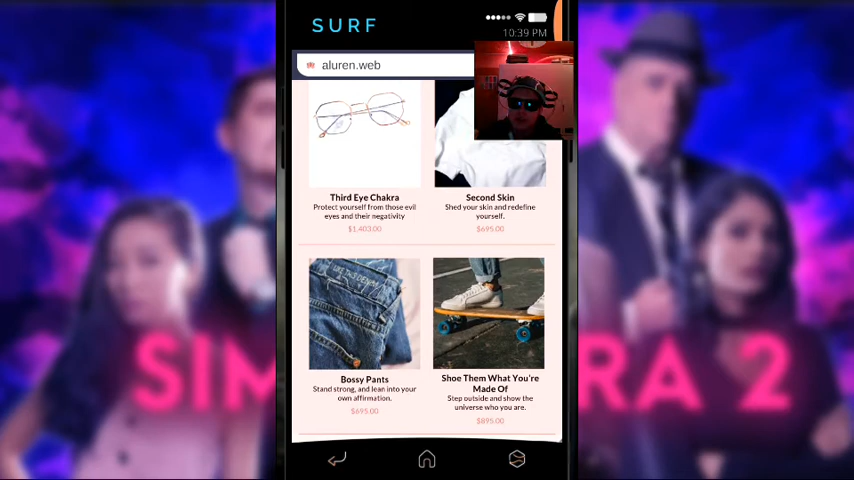 SURF
10:39 PM
aluren.web
Third Eye Chakra
Protect yourself from those evil
eyes and their negativity
$1,403.00
Second Skin
Shed your skin and redefine
yourself.
$695.00
Bossy Pants
Stand strong, and lean into your
own affirmation.
$695.00
Shoe Them What You're
Made Of
Step outside and show the
universe who you are.
$895.00
SIM
RA 2